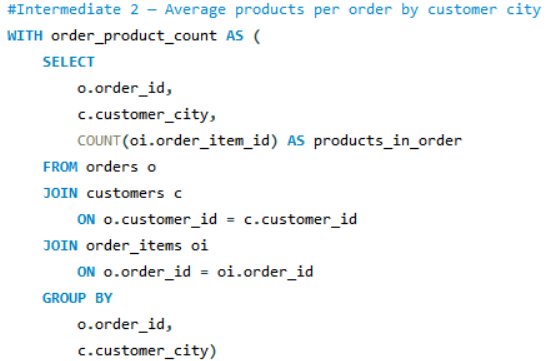 #Intermediate 2 — Average products per order by customer city
WITH order_product_count AS (
SELECT
o.order_id,
c.customer_city,
COUNT(oi.order_item_id) AS products_in_order
FROM orders o
JOIN customers c
ON o.customer_id = c.customer_id
JOIN order_items oi
ON o.order_id = oi.order_id
GROUP BY
o.order_id,
c.customer_city)